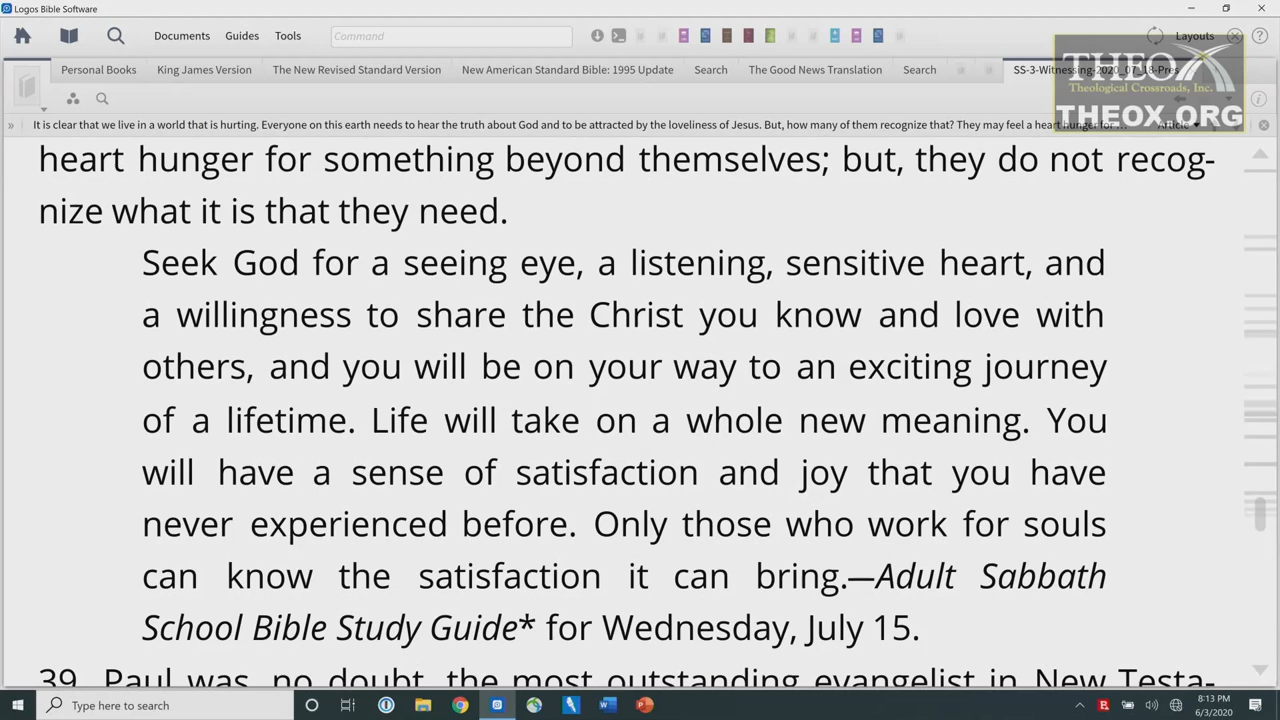 Logos Bible Software
Documents Guides Tools Command Layouts
Personal Books King James Version The New Revised New American Standard Bible: 1995 Update Search The Good News Translation Search SS-3-Witnessing-2020_07_18-Pres
THEOX
Theological Crossroads, Inc.
THEOX.ORG
It is clear that we live in a world that is hurting. Everyone on this ev hear the truth about God and to be attracted by the loveliness of Jesus. But, how many of them recognize that? They may feel a heart hunger for ... Article
heart hunger for something beyond themselves; but, they do not recog-
nize what it is that they need.
Seek God for a seeing eye, a listening, sensitive heart, and
a willingness to share the Christ you know and love with
others, and you will be on your way to an exciting journey
of a lifetime. Life will take on a whole new meaning. You
will have a sense of satisfaction and joy that you have
never experienced before. Only those who work for souls
can know the satisfaction it can bring.—Adult Sabbath
School Bible Study Guide* for Wednesday, July 15.
39. Paul was, no doubt, the most outstanding evangelist in New Testa-
Type here to search
8:13 PM
6/3/2020